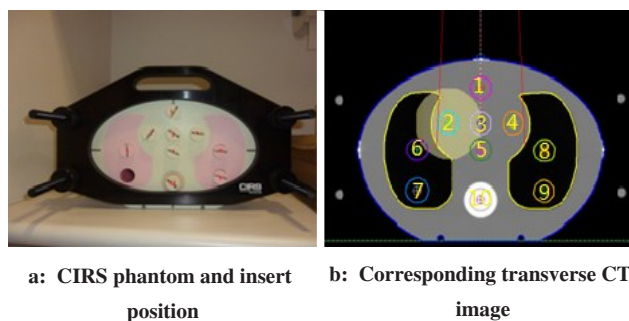 CIRS
1
2
3
4
5
6
7
8
9
a: CIRS phantom and insert
position
b: Corresponding transverse CT
image